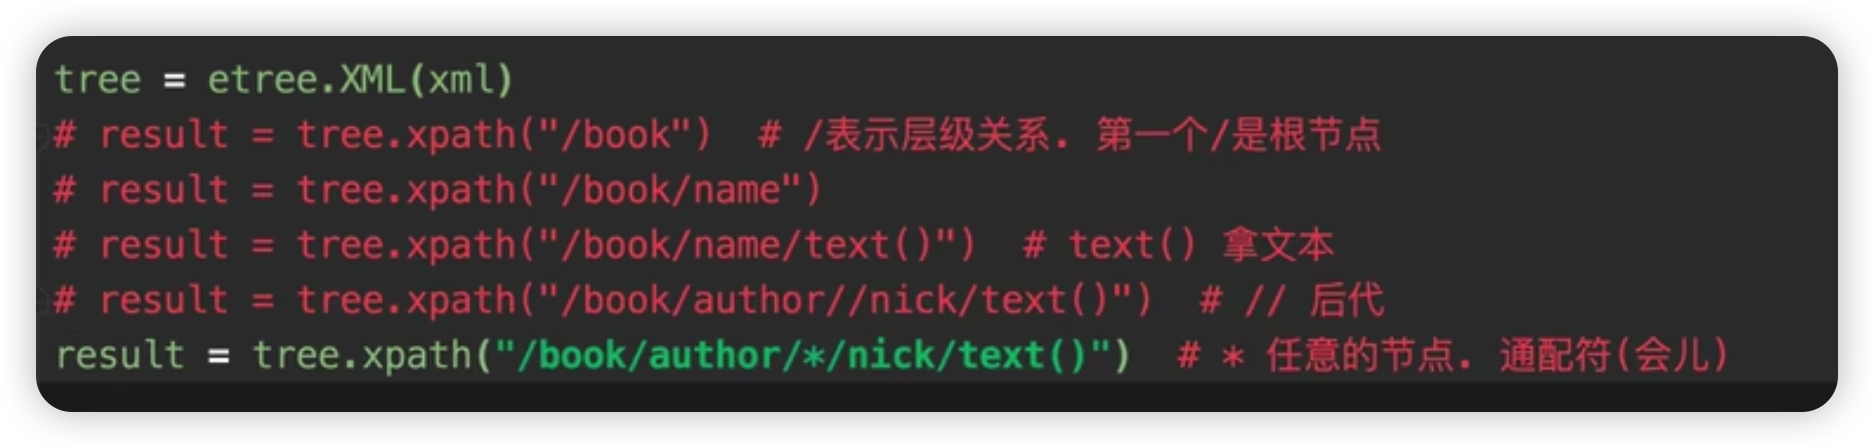 tree = etree.XML(xml)
# result = tree.xpath("/book")  # /表示层级关系. 第一个/是根节点
# result = tree.xpath("/book/name")
# result = tree.xpath("/book/name/text()")  # text() 拿文本
# result = tree.xpath("/book/author//nick/text()")  # // 后代
result = tree.xpath("/book/author/*/nick/text()")  # * 任意的节点. 通配符(会儿)